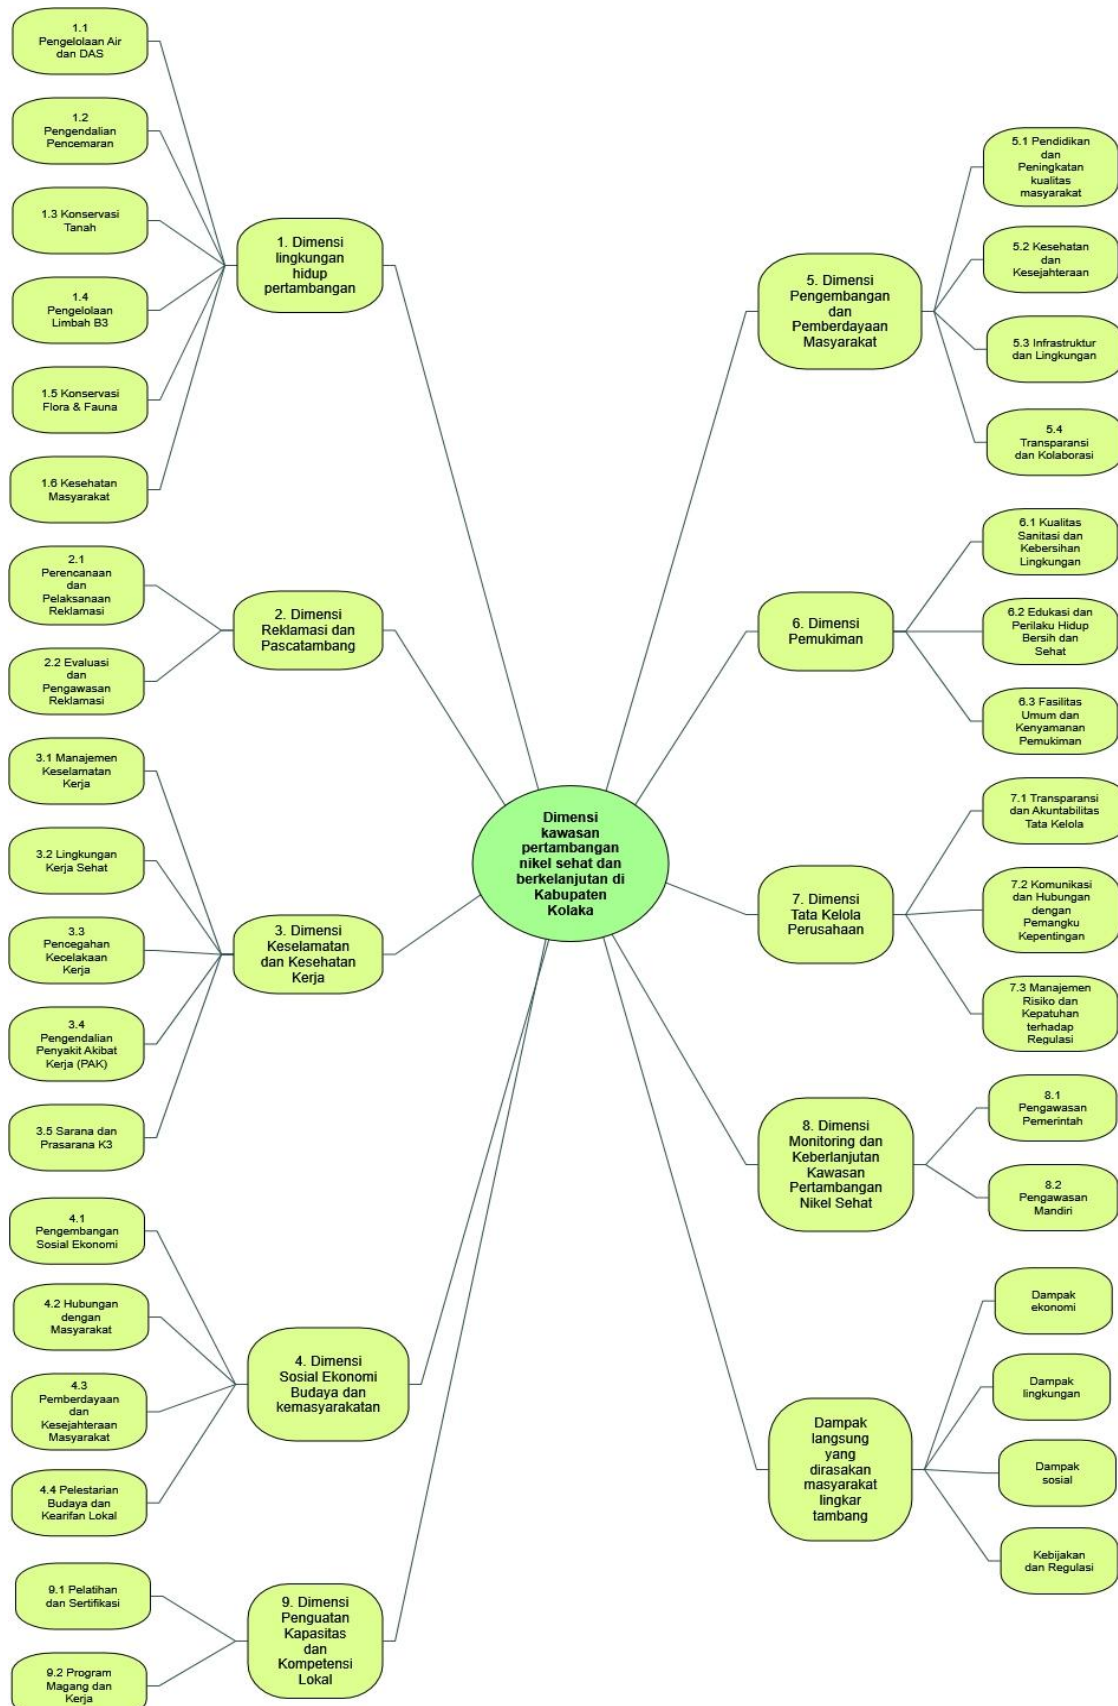 1.1
Pengelolaan Air
dan DAS
1.2
Pengendalian
Pencemaran
1.3 Konservasi
Tanah
1.4
Pengelolaan
Limbah B3
1.5 Konservasi
Flora & Fauna
1.6 Kesehatan
Masyarakat
1. Dimensi
lingkungan
hidup
pertambangan
2.1
Perencanaan
dan
Pelaksanaan
Reklamasi
2.2 Evaluasi
dan
Pengawasan
Reklamasi
2. Dimensi
Reklamasi dan
Pascatambang
3.1 Manajemen
Keselamatan
Kerja
3.2 Lingkungan
Kerja Sehat
3.3
Pencegahan
Kecelakaan
Kerja
3.4
Pengendalian
Penyakit Akibat
Kerja (PAK)
3.5 Sarana dan
Prasarana K3
3. Dimensi
Keselamatan
dan Kesehatan
Kerja
4.1
Pengembangan
Sosial Ekonomi
4.2 Hubungan
dengan
Masyarakat
4.3
Pemberdayaan
dan
Kesejahteraan
Masyarakat
4.4 Pelestarian
Budaya dan
Kearifan Lokal
4. Dimensi
Sosial Ekonomi
Budaya dan
kemasyarakatan
9.1 Pelatihan
dan Sertifikasi
9.2 Program
Magang dan
Kerja
9. Dimensi
Penguatan
Kapasitas
dan
Kompetensi
Lokal
Dimensi
kawasan
pertambangan
nikel sehat dan
berkelanjutan di
Kabupaten
Kolaka
5. Dimensi
Pengembangan
dan
Pemberdayaan
Masyarakat
5.1 Pendidikan
dan
Peningkatan
kualitas
masyarakat
5.2 Kesehatan
dan
Kesejahteraan
5.3 Infrastruktur
dan Lingkungan
5.4
Transparansi
dan Kolaborasi
6. Dimensi
Pemukiman
6.1 Kualitas
Sanitasi dan
Kebersihan
Lingkungan
6.2 Edukasi dan
Perilaku Hidup
Bersih dan
Sehat
6.3 Fasilitas
Umum dan
Kenyamanan
Pemukiman
7. Dimensi
Tata Kelola
Perusahaan
7.1 Transparansi
dan Akuntabilitas
Tata Kelola
7.2 Komunikasi
dan Hubungan
dengan
Pemangku
Kepentingan
7.3 Manajemen
Risiko dan
Kepatuhan
terhadap
Regulasi
8. Dimensi
Monitoring dan
Keberlanjutan
Kawasan
Pertambangan
Nikel Sehat
8.1
Pengawasan
Pemerintah
8.2
Pengawasan
Mandiri
Dampak
langsung
yang
dirasakan
masyarakat
lingkar
tambang
Dampak
ekonomi
Dampak
lingkungan
Dampak
sosial
Kebijakan
dan Regulasi